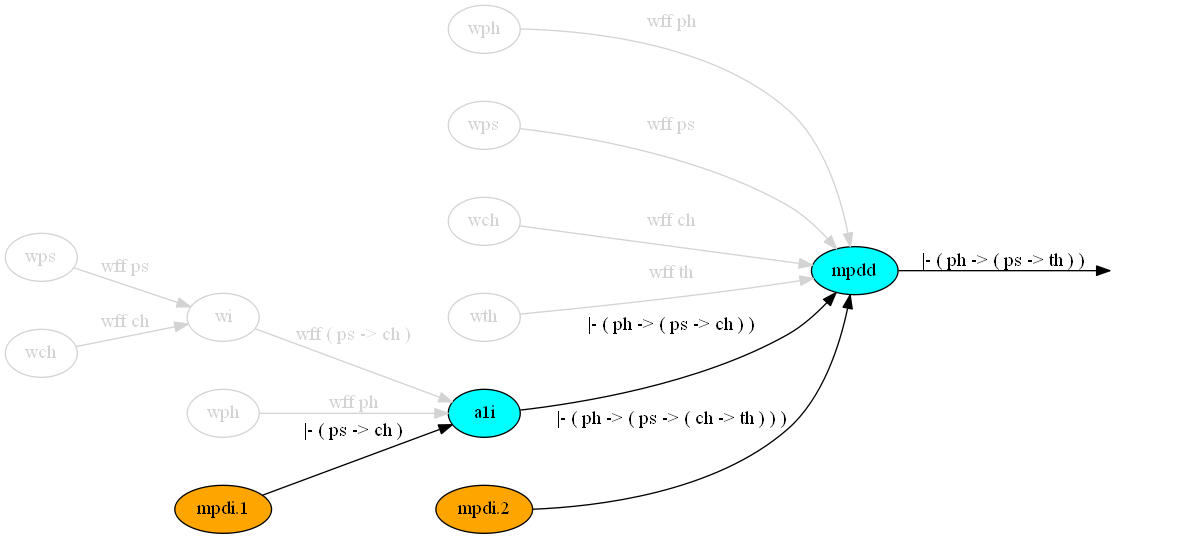 wph
wff ph
wps
wff ps
wch
wff ch
wps
wff ps
mpdd
|- ( ph -> ( ps -> th ) )
wff th
wi
wth
wff ch
|- ( ph -> ( ps -> ch ) )
wff ( ps -> ch )
wch
wff ph
wph
a1i
|- ( ph -> ( ps -> ( ch -> th ) ) )
|- ( ps -> ch )
mpdi.1
mpdi.2